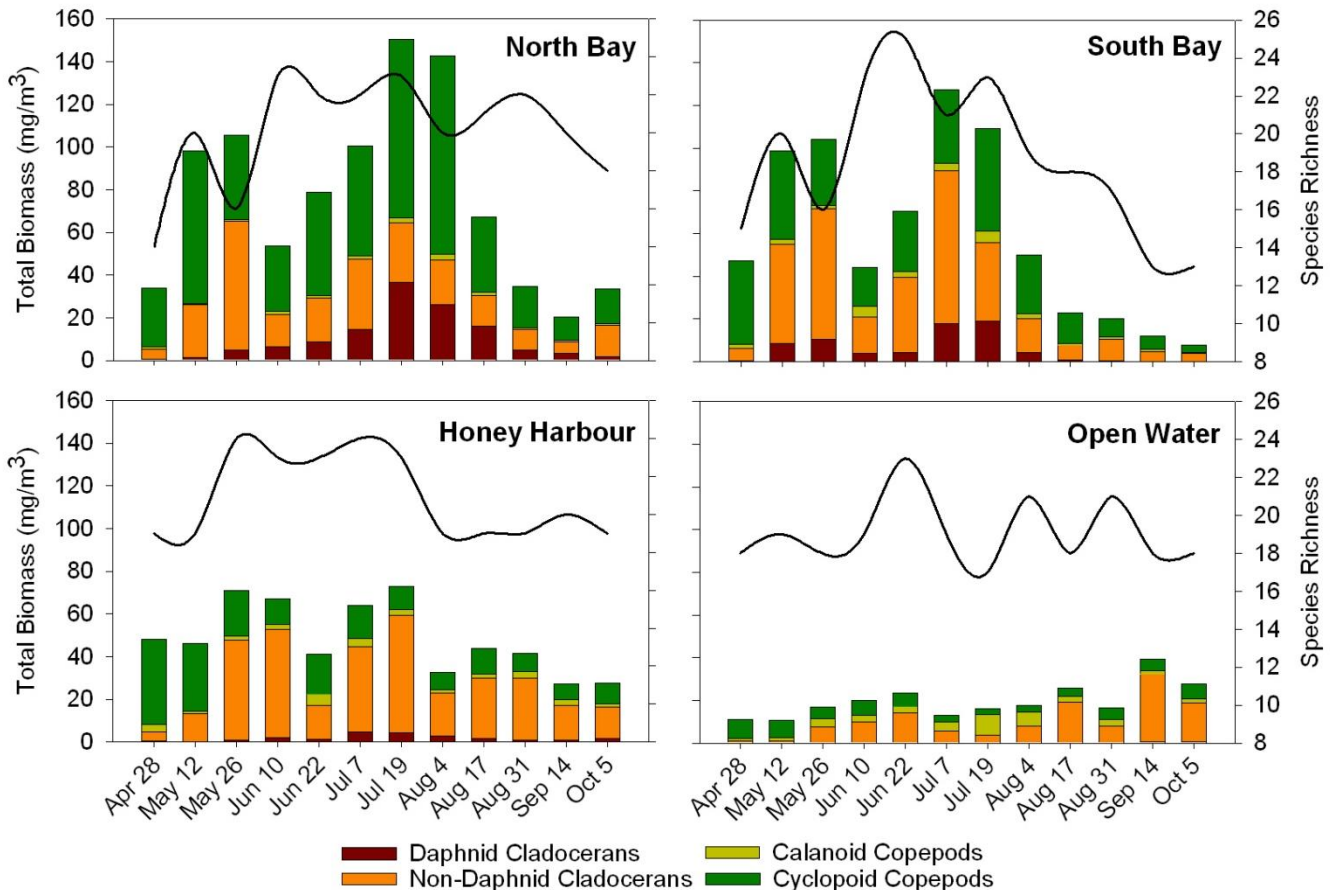 North Bay
Total Biomass (mg/m³)
160
140
120
100
80
60
40
20
0
South Bay
Species Richness
26
24
22
20
18
16
14
12
10
8
Honey Harbour
Total Biomass (mg/m³)
160
140
120
100
80
60
40
20
0
Apr 28
May 12
May 26
Jun 10
Jun 22
Jul 7
Jul 19
Aug 4
Aug 17
Aug 31
Sep 14
Oct 5
Open Water
Species Richness
26
24
22
20
18
16
14
12
10
8
Apr 28
May 12
May 26
Jun 10
Jun 22
Jul 7
Jul 19
Aug 4
Aug 17
Aug 31
Sep 14
Oct 5
Daphnid Cladocerans
Non-Daphnid Cladocerans
Calanoid Copepods
Cyclopoid Copepods